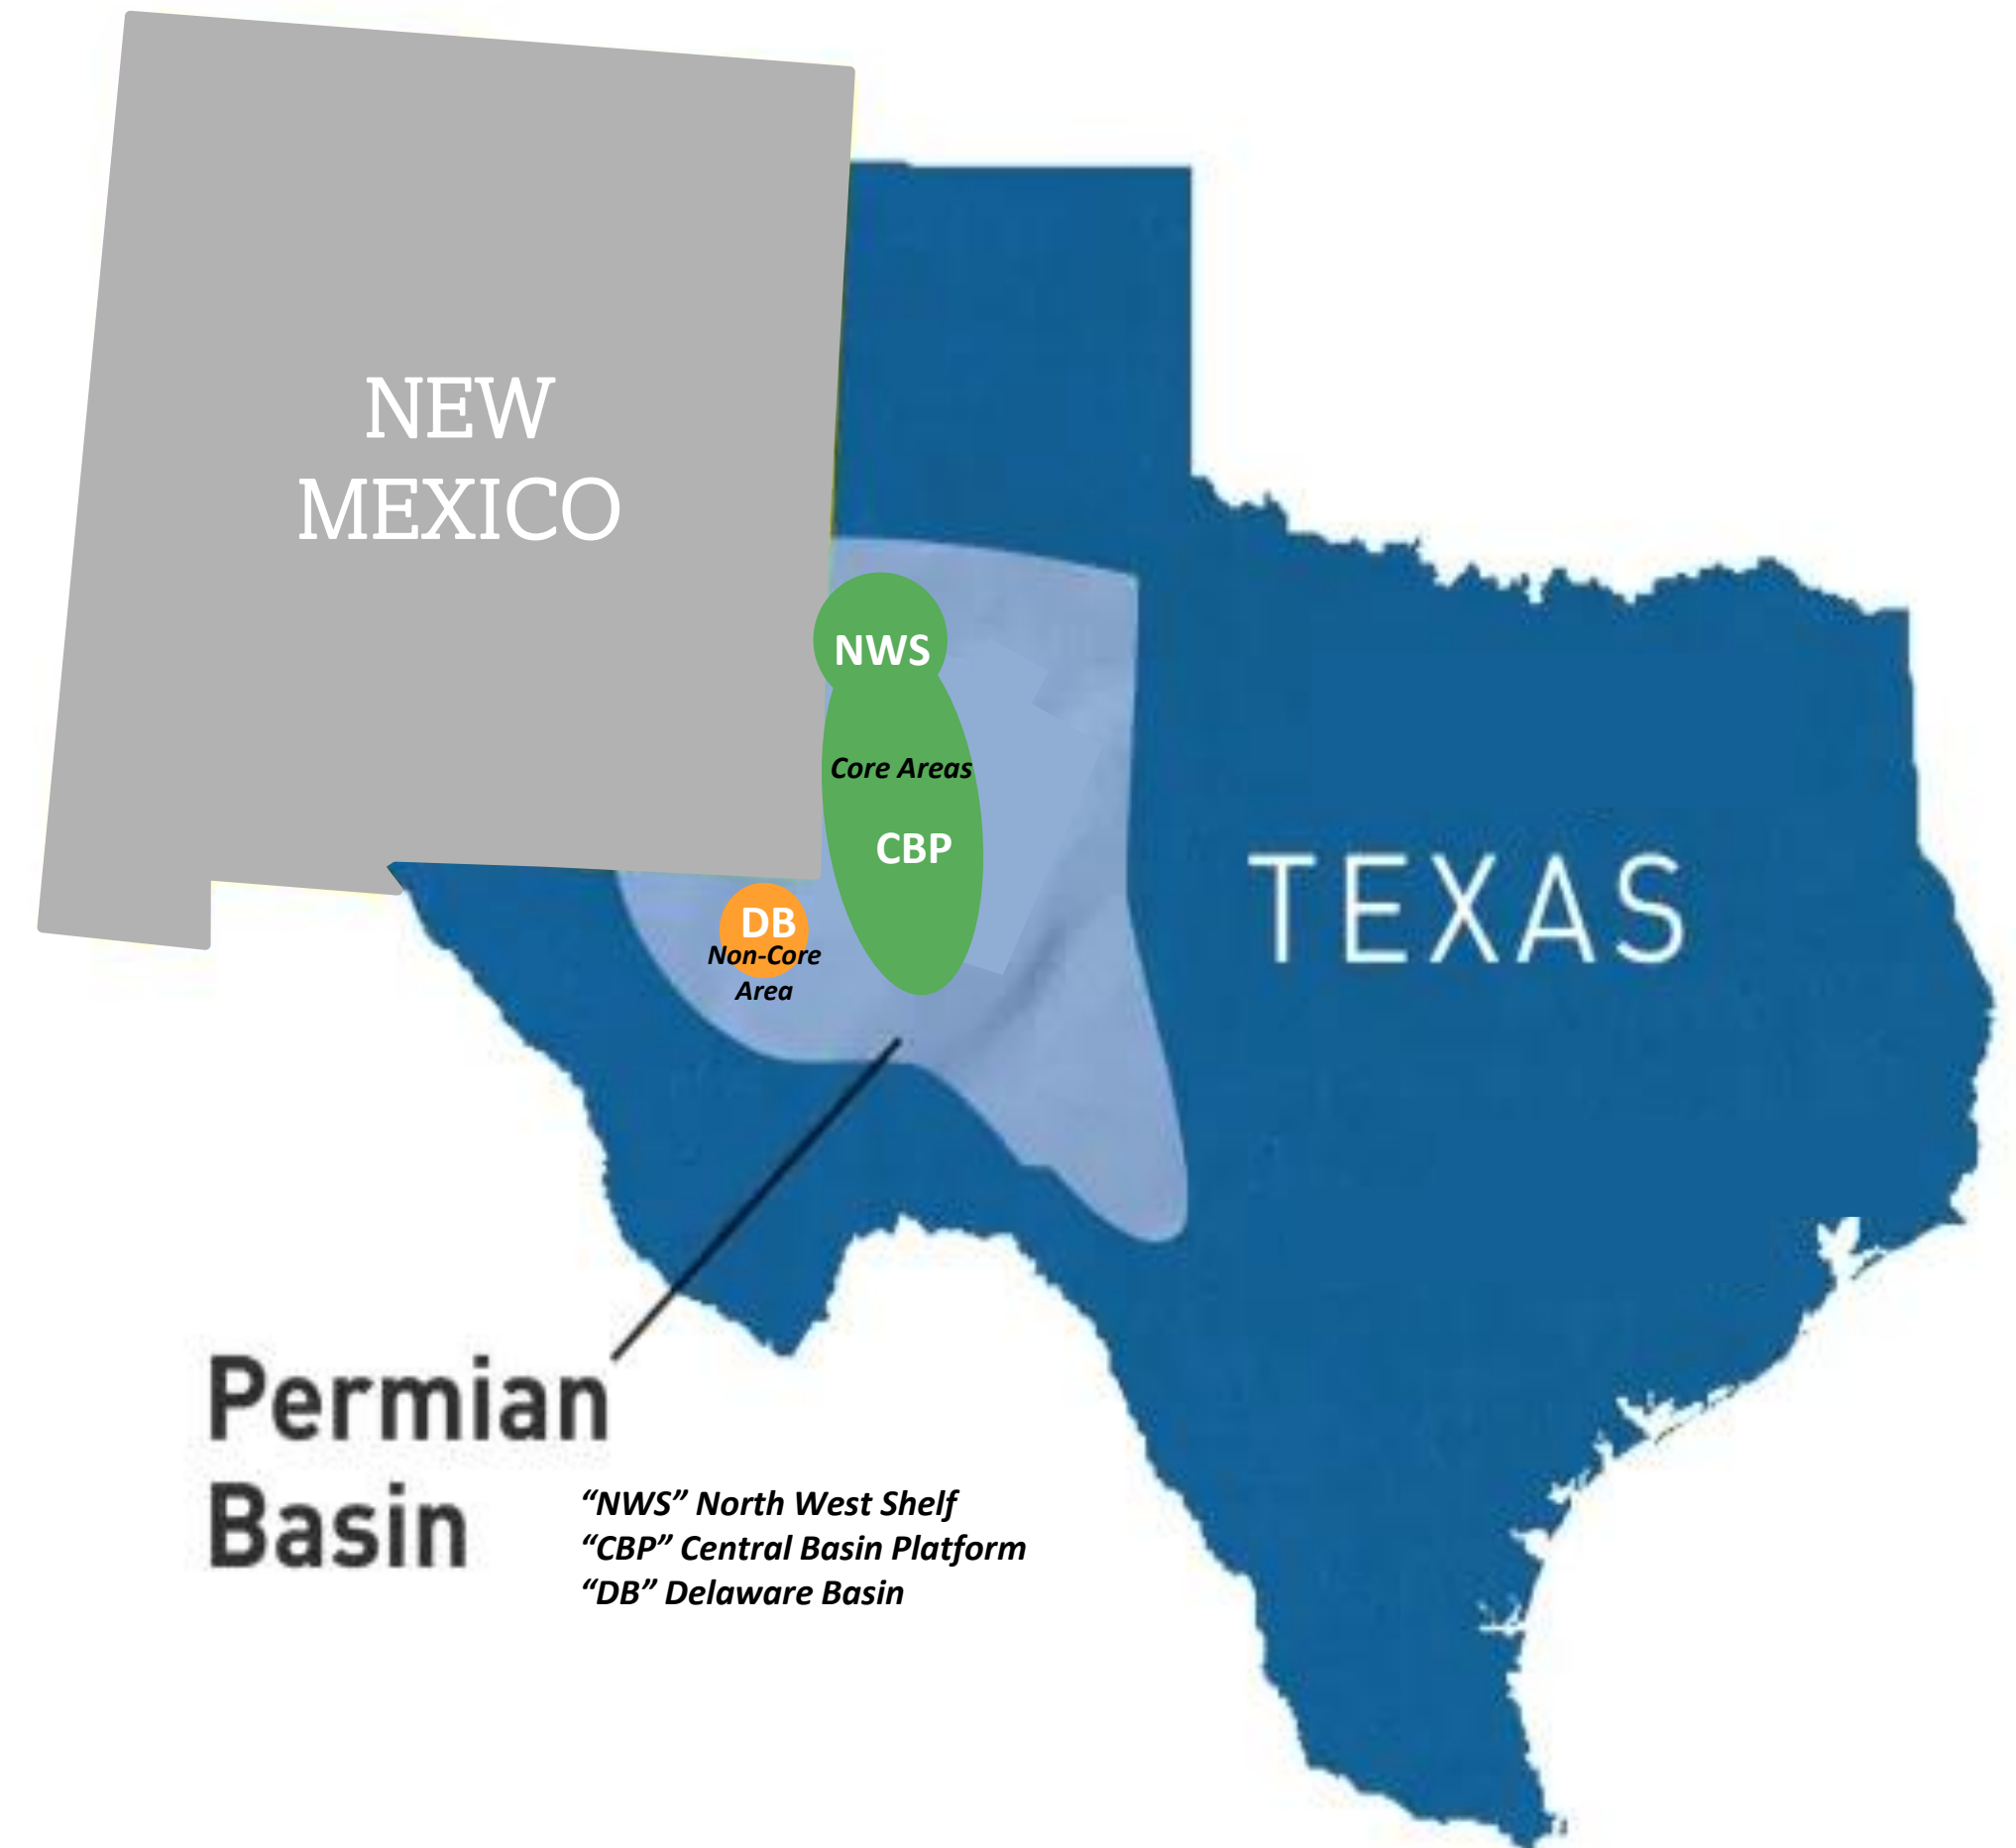 NEW
MEXICO
NWS
Core Areas
CBP
TEXAS
DB
Non-Core
Area
Permian
Basin
“NWS” North West Shelf
“CBP” Central Basin Platform
“DB” Delaware Basin